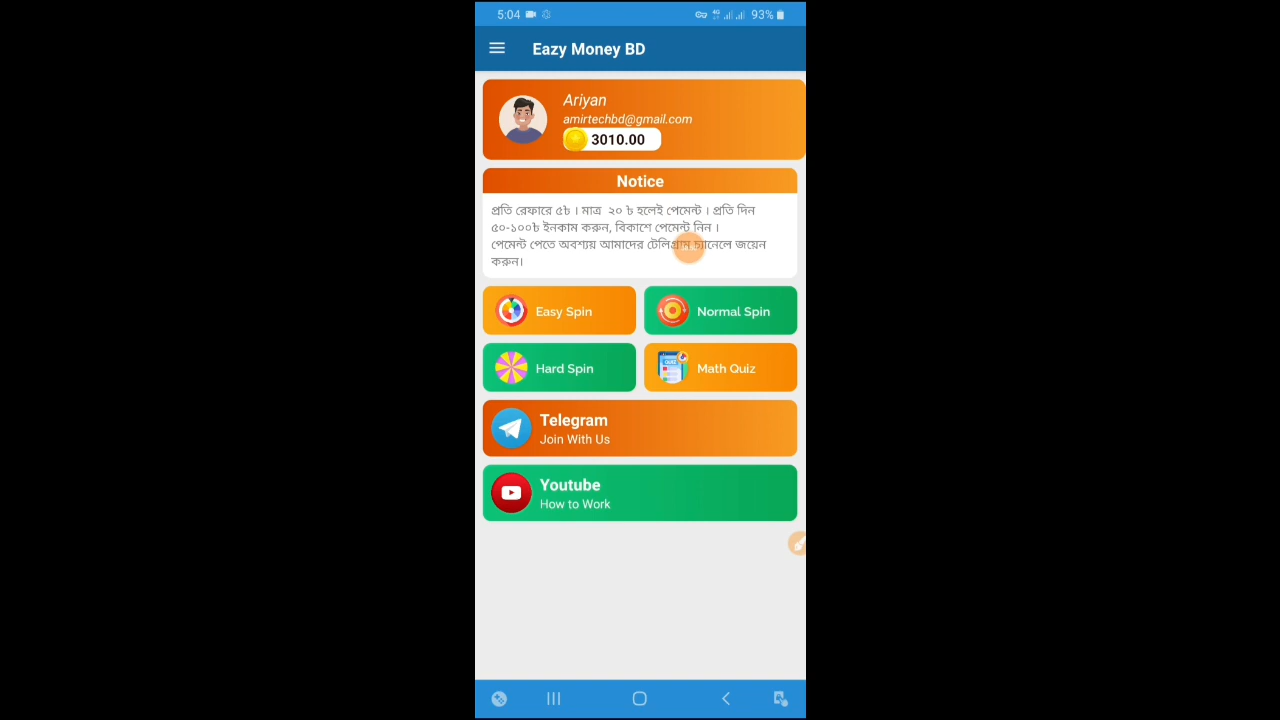 5:04
4G
93%
Eazy Money BD
Ariyan
amirtechbd@gmail.com
3010.00
Notice
প্রতি রেফারে ৫৳ । মাত্র ২০ ৳ হলেই পেমেন্ট । প্রতি দিন
৫০-১০০৳ ইনকাম করুন, বিকাশে পেমেন্ট নিন ।
পেমেন্ট পেতে অবশ্যয় আমাদের টেলিগ্রাম চ্যানেলে জয়েন
করুন।
Easy Spin
Normal Spin
Hard Spin
Math Quiz
Telegram
Join With Us
Youtube
How to Work